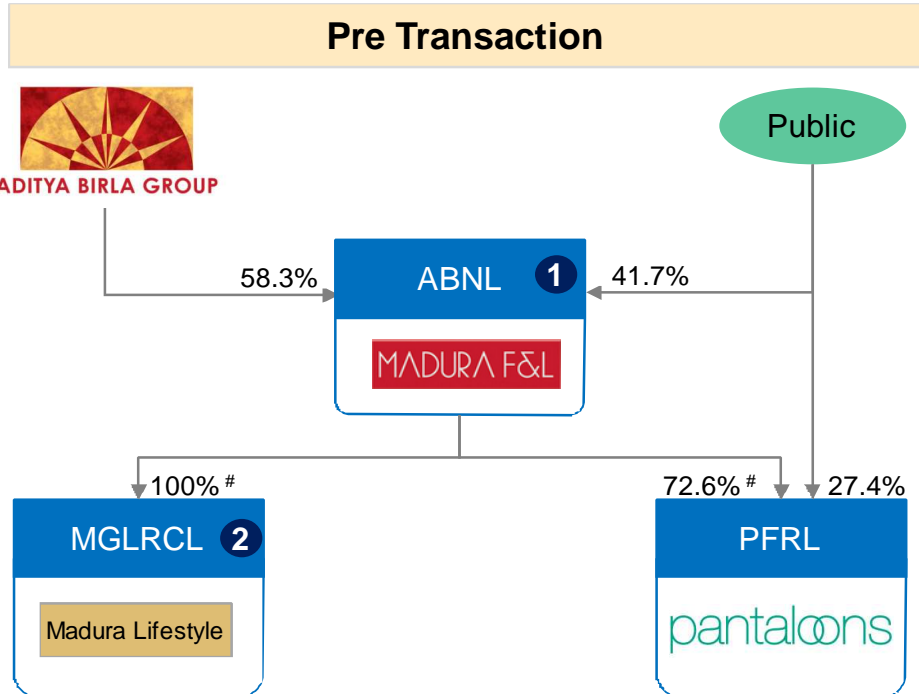 Pre Transaction
ADITYA BIRLA GROUP
Public
58.3%
ABNL 1
41.7%
MADURA F&L
100% #
72.6% # 27.4%
MGLRCL 2
PFRL
Madura Lifestyle
pantaloons